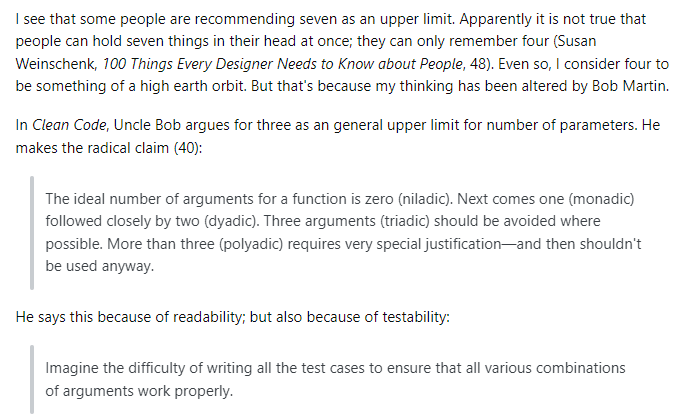 I see that some people are recommending seven as an upper limit. Apparently it is not true that
people can hold seven things in their head at once; they can only remember four (Susan
Weinschenk, 100 Things Every Designer Needs to Know about People, 48). Even so, I consider four to
be something of a high earth orbit. But that's because my thinking has been altered by Bob Martin.
In Clean Code, Uncle Bob argues for three as an general upper limit for number of parameters. He
makes the radical claim (40):
The ideal number of arguments for a function is zero (niladic). Next comes one (monadic)
followed closely by two (dyadic). Three arguments (triadic) should be avoided where
possible. More than three (polyadic) requires very special justification—and then shouldn't
be used anyway.
He says this because of readability; but also because of testability:
Imagine the difficulty of writing all the test cases to ensure that all various combinations
of arguments work properly.